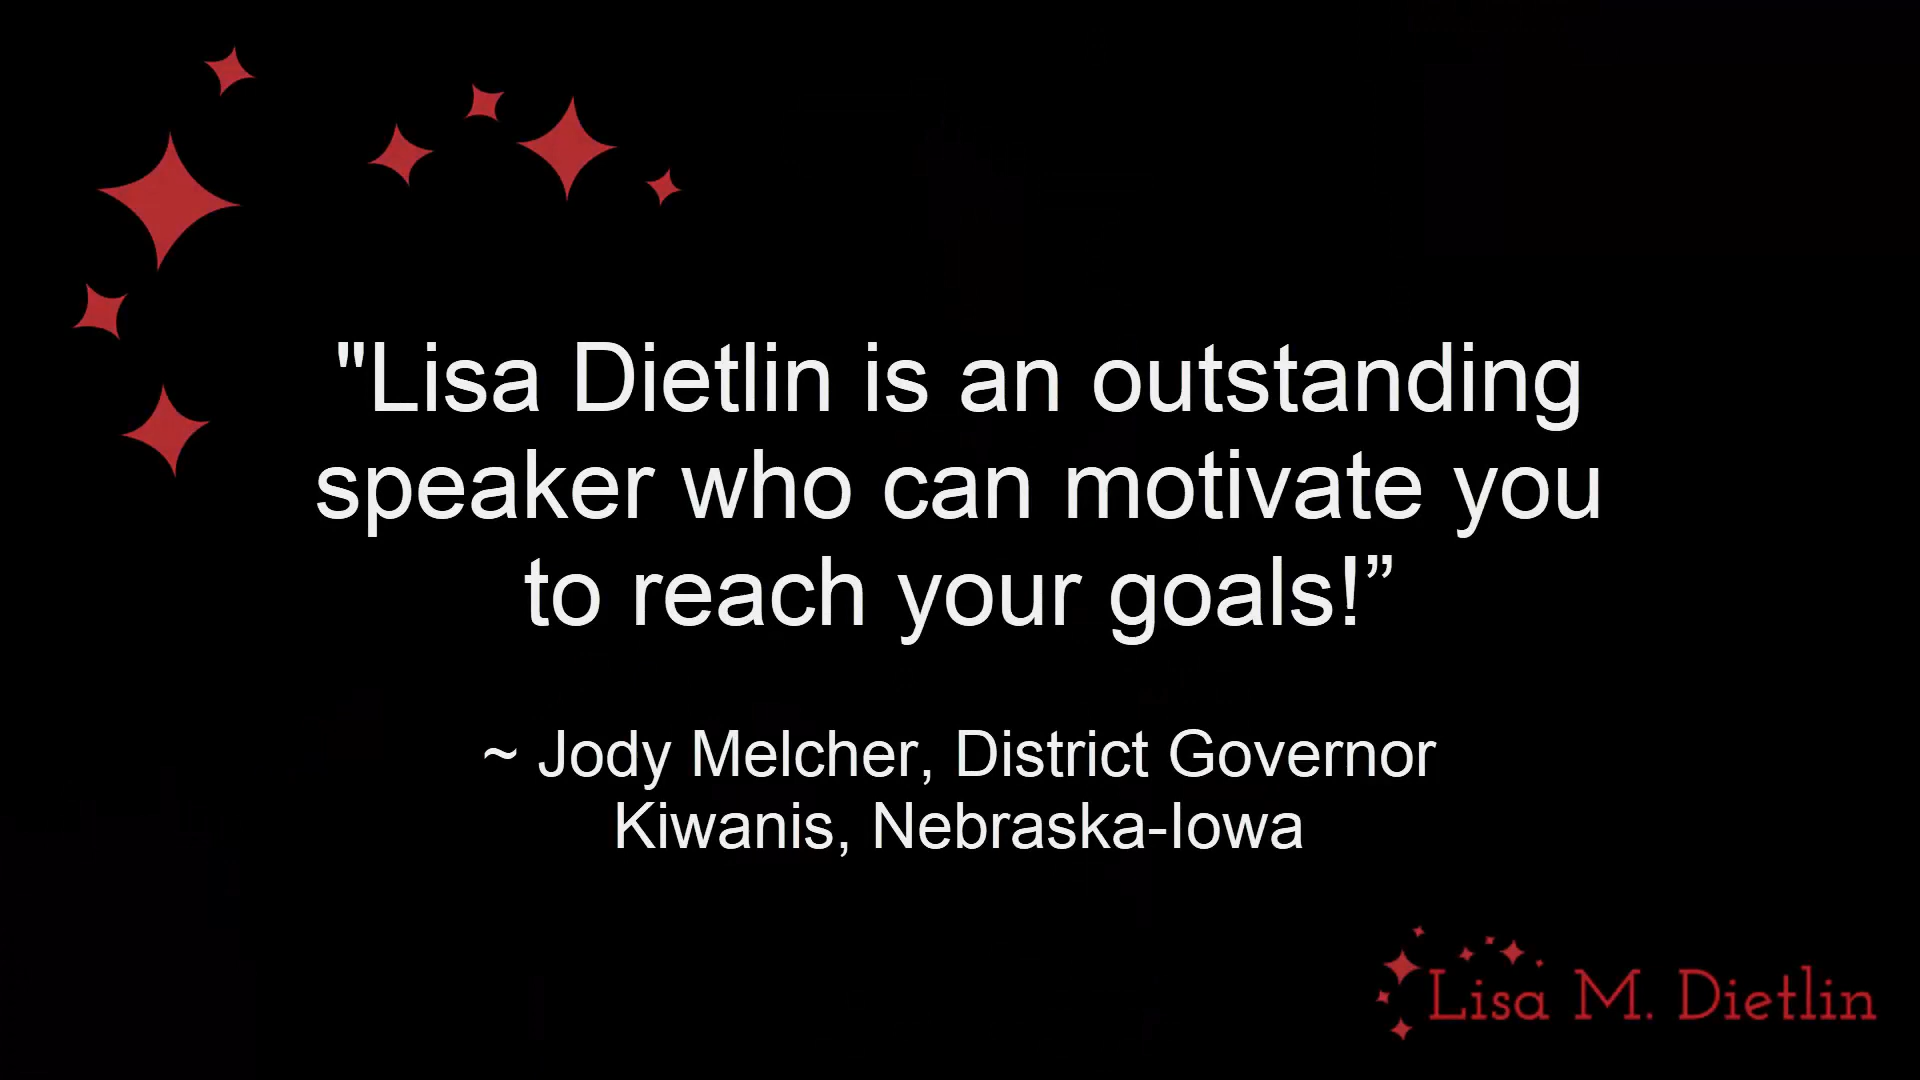 "Lisa Dietlin is an outstanding
speaker who can motivate you
to reach your goals!”
~ Jody Melcher, District Governor
Kiwanis, Nebraska-Iowa
Lisa M. Dietlin